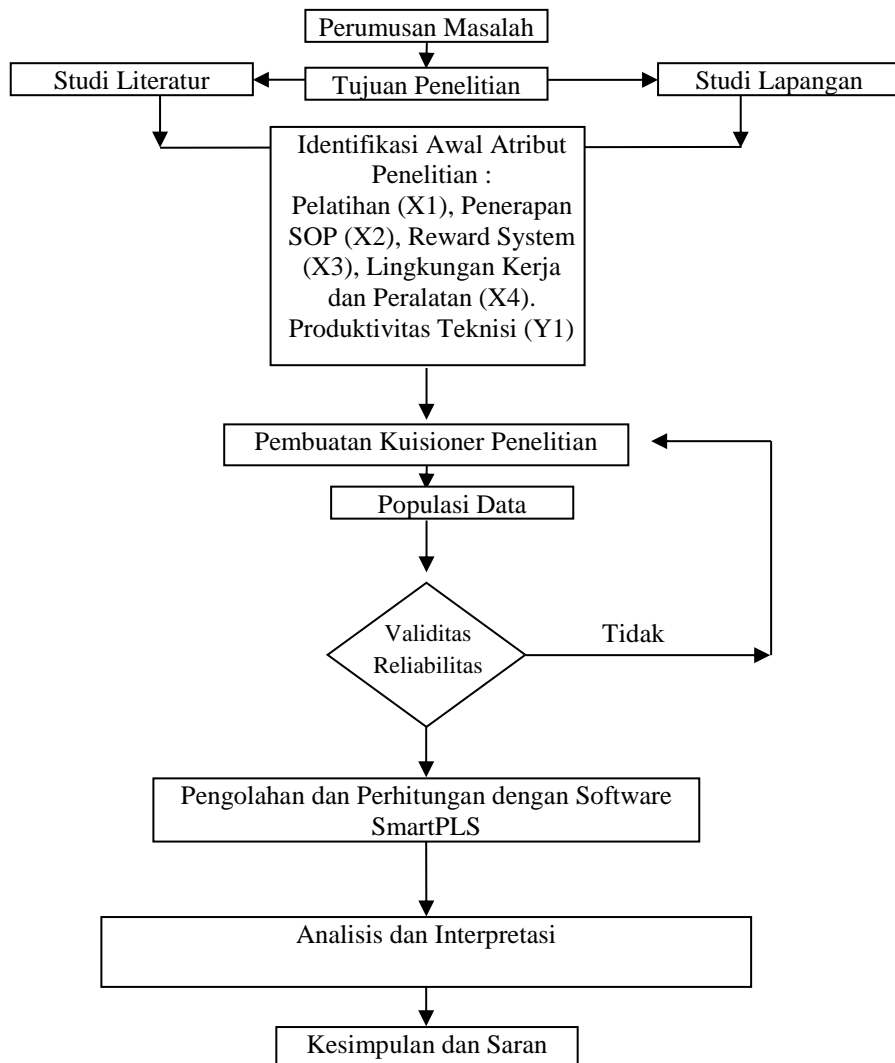 Perumusan Masalah
Studi Literatur
Tujuan Penelitian
Studi Lapangan
Identifikasi Awal Atribut
Penelitian :
Pelatihan (X1), Penerapan
SOP (X2), Reward System
(X3), Lingkungan Kerja
dan Peralatan (X4).
Produktivitas Teknisi (Y1)
Pembuatan Kuisioner Penelitian
Populasi Data
Validitas
Reliabilitas
Tidak
Pengolahan dan Perhitungan dengan Software
SmartPLS
Analisis dan Interpretasi
Kesimpulan dan Saran